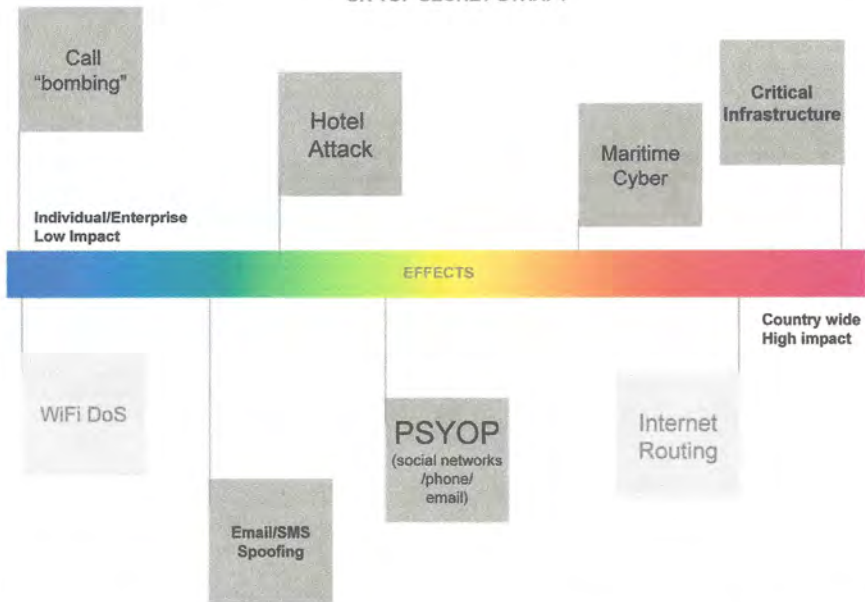 Call
"bombing"
Hotel
Attack
Maritime
Cyber
Critical
Infrastructure
Individual/Enterprise
Low Impact
EFFECTS
Country wide
High impact
WiFi DoS
Email/SMS
Spoofing
PSYOP
(social networks
/phone/
email)
Internet
Routing